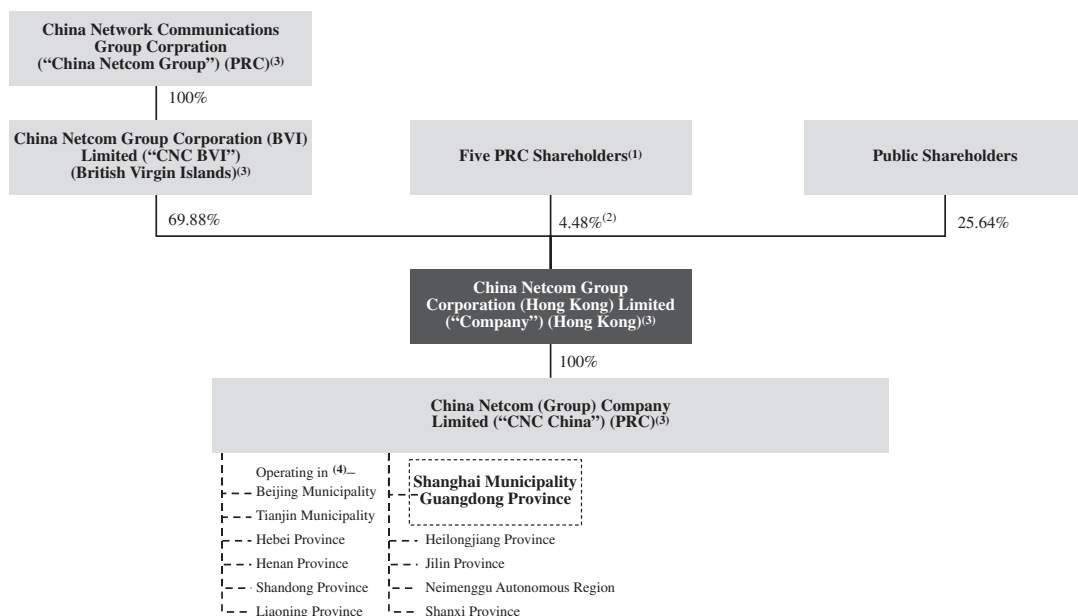 China Network Communications
Group Corpration
(“China Netcom Group”) (PRC)(3)
100%
China Netcom Group Corporation (BVI)
Limited (“CNC BVI”)
(British Virgin Islands)(3)
Five PRC Shareholders(1)
Public Shareholders
69.88%
4.48%(2)
25.64%
China Netcom Group
Corporation (Hong Kong) Limited
(“Company”) (Hong Kong)(3)
100%
China Netcom (Group) Company
Limited (“CNC China”) (PRC)(3)
Operating in (4)–
Beijing Municipality
Tianjin Municipality
Hebei Province
Henan Province
Shandong Province
Liaoning Province
Shanghai Municipality
Guangdong Province
Heilongjiang Province
Jilin Province
Neimenggu Autonomous Region
Shanxi Province